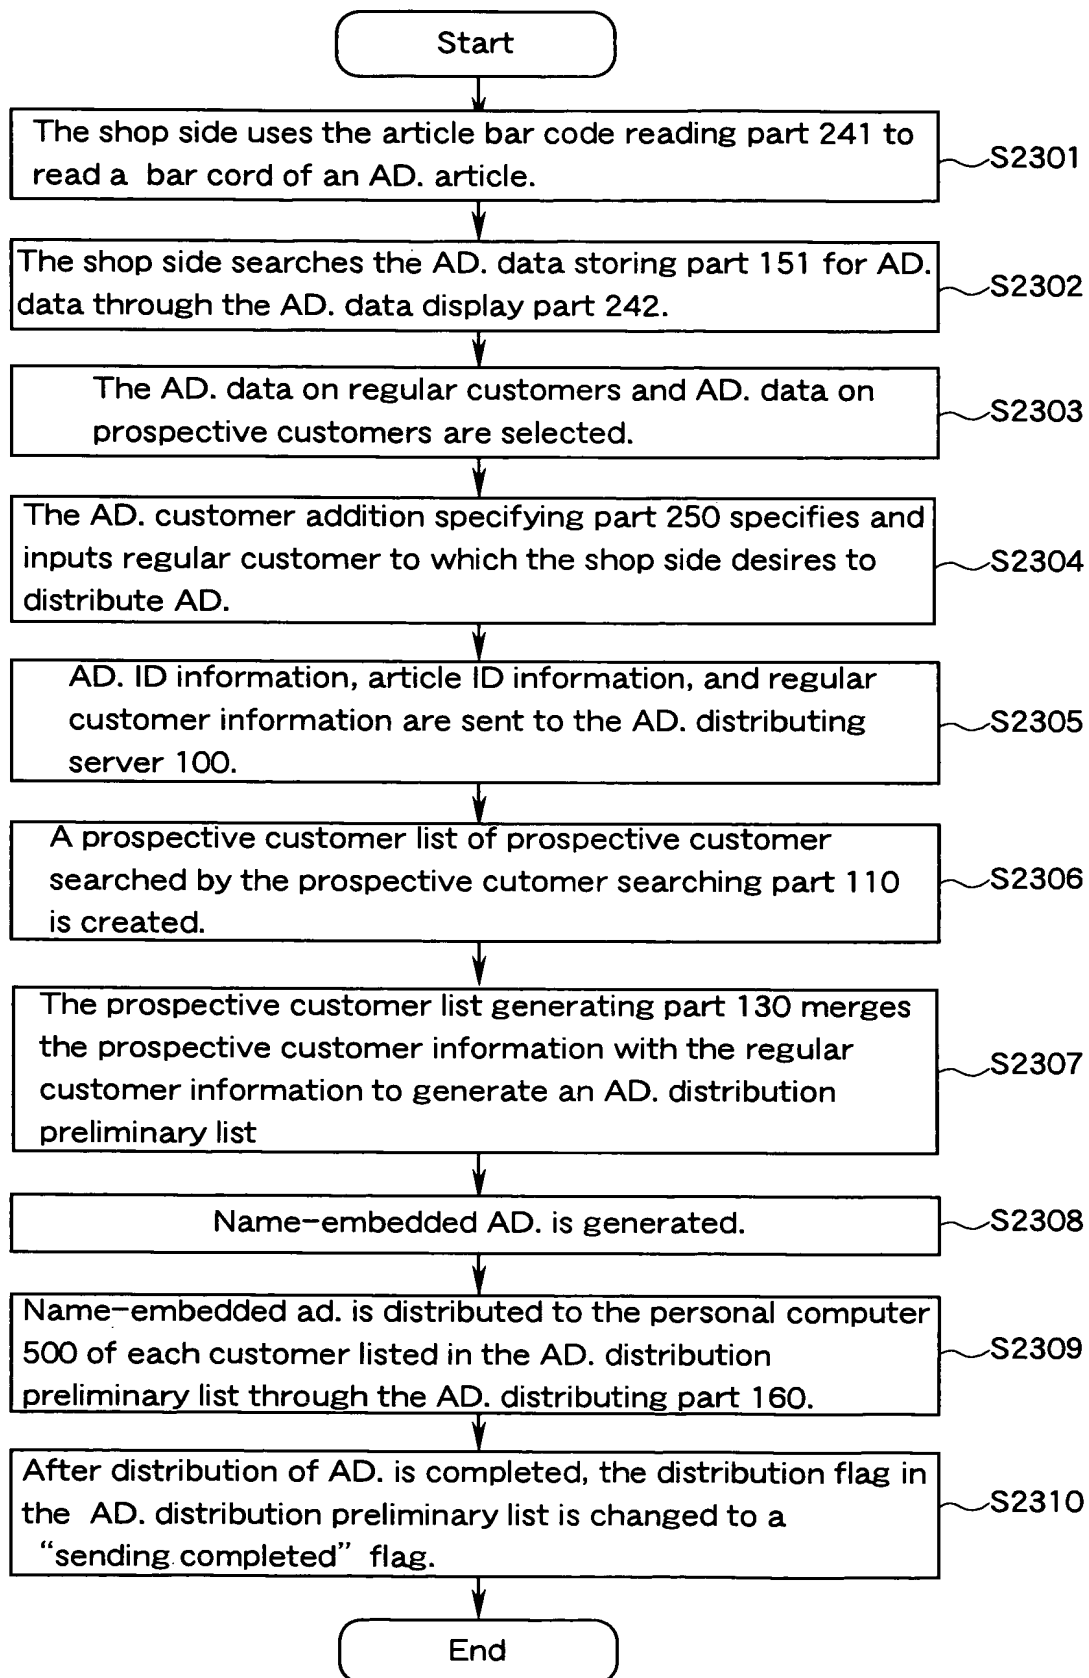 Start
The shop side uses the article bar code reading part 241 to
read a bar cord of an AD. article.
S2301
The shop side searches the AD. data storing part 151 for AD.
data through the AD. data display part 242.
S2302
The AD. data on regular customers and AD. data on
prospective customers are selected.
S2303
The AD. customer addition specifying part 250 specifies and
inputs regular customer to which the shop side desires to
distribute AD.
S2304
AD. ID information, article ID information, and regular
customer information are sent to the AD. distributing
server 100.
S2305
A prospective customer list of prospective customer
searched by the prospective cutomer searching part 110
is created.
S2306
The prospective customer list generating part 130 merges
the prospective customer information with the regular
customer information to generate an AD. distribution
preliminary list
S2307
Name-embedded AD. is generated.
S2308
Name-embedded ad. is distributed to the personal computer
500 of each customer listed in the AD. distribution
preliminary list through the AD. distributing part 160.
S2309
After distribution of AD. is completed, the distribution flag in
the AD. distribution preliminary list is changed to a
“sending completed” flag.
S2310
End